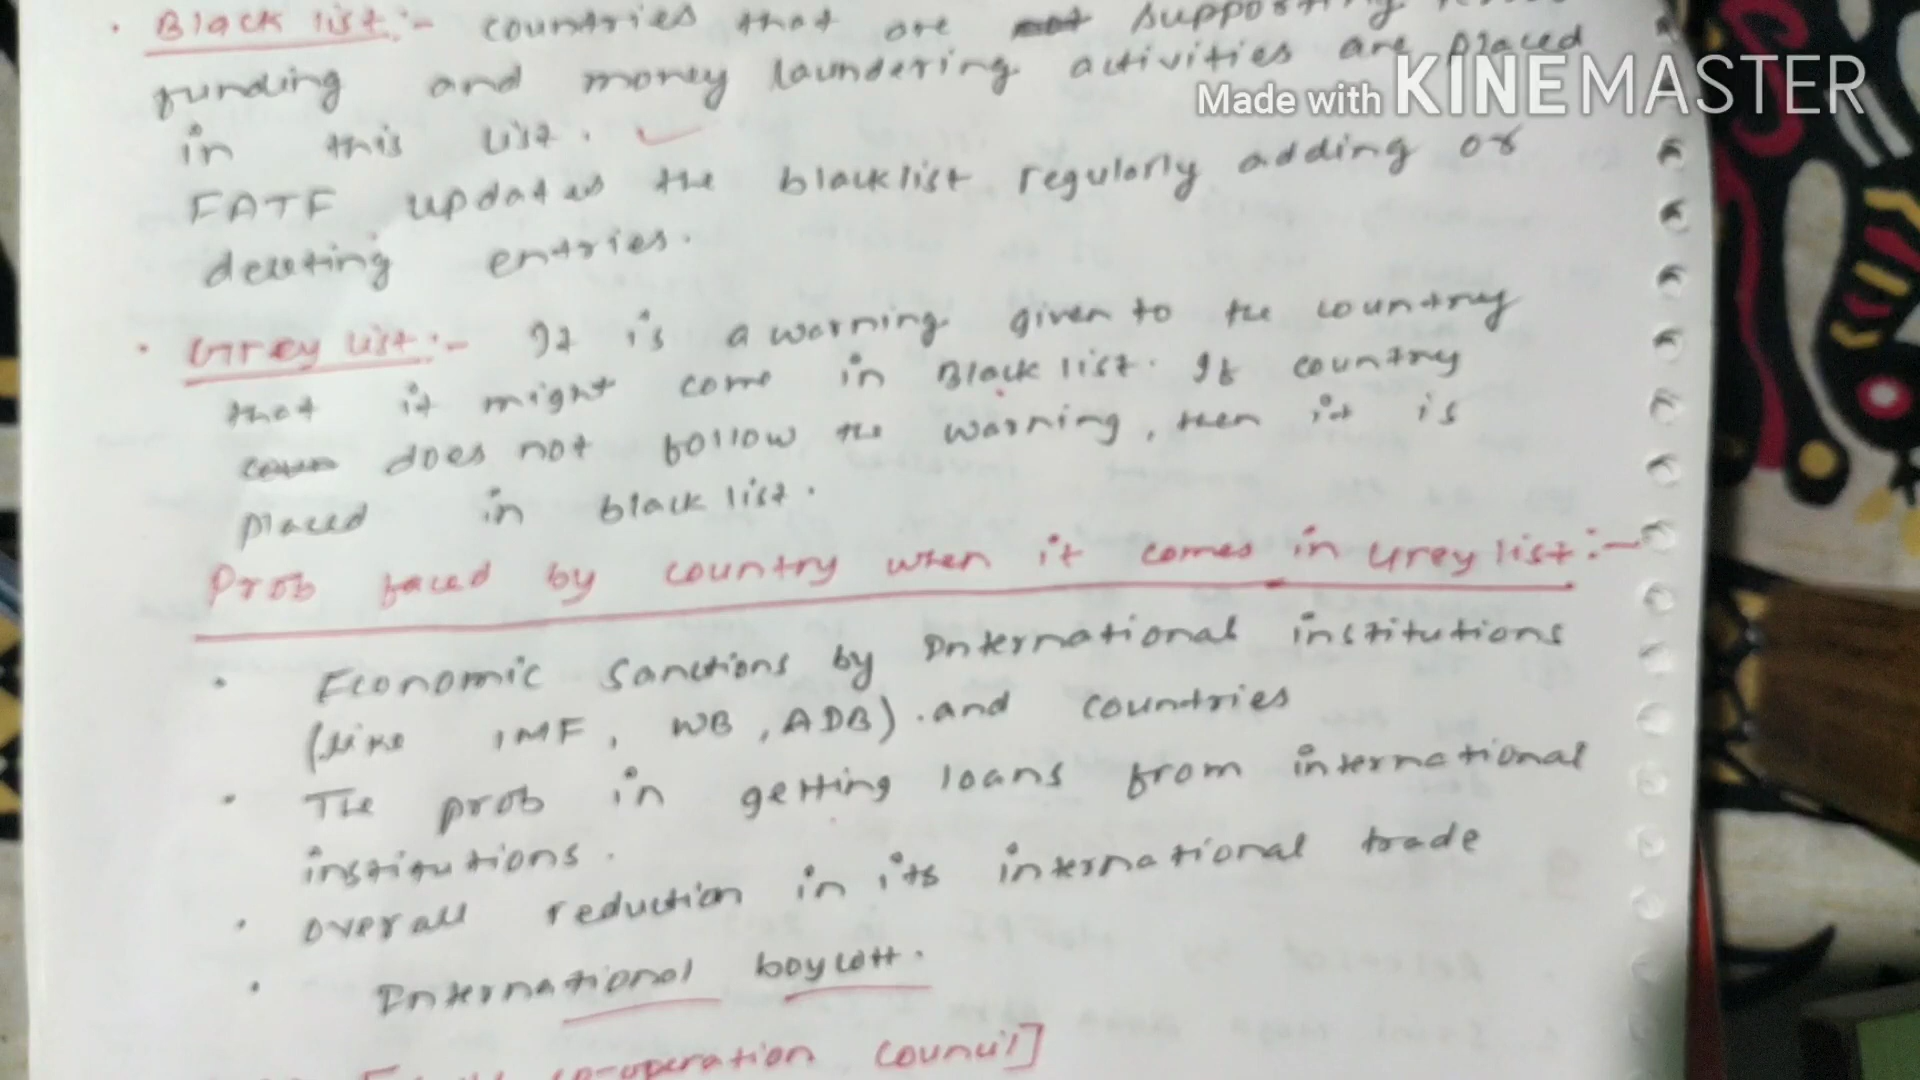 · Black list :- countries that are not supporting
funding and money laundering activities are placed
in this list.
FATF updates the blacklist regularly adding or
deleting entries.
· Grey list :- It is a warning given to the country
that it might come in Black list. If country
coun does not follow the warning, then it is
placed in black list.
Prob faced by country when it comes in Grey list :-
· Economic Sanctions by International institutions
(like IMF, WB, ADB) and countries
· The prob in getting loans from international
institutions.
· Overall reduction in its international trade
· International boycott.
co-operation Council]
Made with KINEMASTER